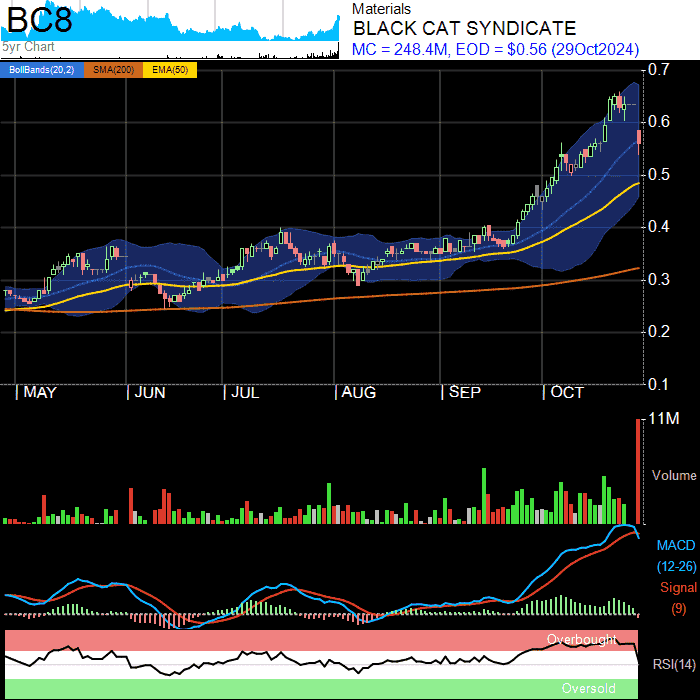 BC8
5yr Chart
Materials
BLACK CAT SYNDICATE
MC = 248.4M, EOD = $0.56 (29Oct2024)
BollBands(20,2) SMA(200) EMA(50)
0.7
0.6
0.5
0.4
0.3
0.2
0.1
MAY JUN JUL AUG SEP OCT
11M
Volume
MACD
(12-26)
Signal
(9)
Overbought
RSI(14)
Oversold